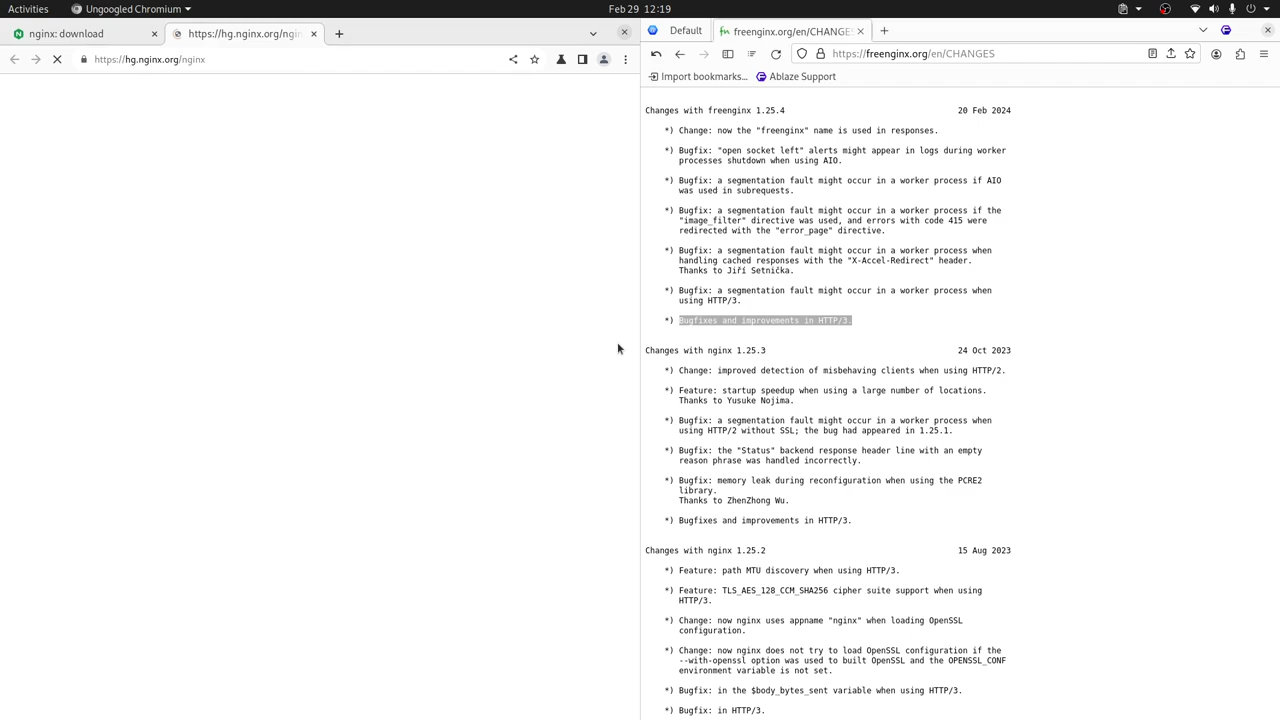 Activities
Ungoogled Chromium
Feb 29 12:19
nginx: download
https://hg.nginx.org/ngin
https://hg.nginx.org/nginx
Default
freenginx.org/en/CHANGES
https://freenginx.org/en/CHANGES
Import bookmarks...
Ablaze Support
Changes with freenginx 1.25.4 20 Feb 2024
*) Change: now the "freenginx" name is used in responses.
*) Bugfix: "open socket left" alerts might appear in logs during worker
processes shutdown when using AIO.
*) Bugfix: a segmentation fault might occur in a worker process if AIO
was used in subrequests.
*) Bugfix: a segmentation fault might occur in a worker process if the
"image_filter" directive was used, and errors with code 415 were
redirected with the "error_page" directive.
*) Bugfix: a segmentation fault might occur in a worker process when
handling cached responses with the "X-Accel-Redirect" header.
Thanks to Jiří Setnička.
*) Bugfix: a segmentation fault might occur in a worker process when
using HTTP/3.
*) Bugfixes and improvements in HTTP/3.
Changes with nginx 1.25.3 24 Oct 2023
*) Change: improved detection of misbehaving clients when using HTTP/2.
*) Feature: startup speedup when using a large number of locations.
Thanks to Yusuke Nojima.
*) Bugfix: a segmentation fault might occur in a worker process when
using HTTP/2 without SSL; the bug had appeared in 1.25.1.
*) Bugfix: the "Status" backend response header line with an empty
reason phrase was handled incorrectly.
*) Bugfix: memory leak during reconfiguration when using the PCRE2
library.
Thanks to ZhenZhong Wu.
*) Bugfixes and improvements in HTTP/3.
Changes with nginx 1.25.2 15 Aug 2023
*) Feature: path MTU discovery when using HTTP/3.
*) Feature: TLS_AES_128_CCM_SHA256 cipher suite support when using
HTTP/3.
*) Change: now nginx uses appname "nginx" when loading OpenSSL
configuration.
*) Change: now nginx does not try to load OpenSSL configuration if the
--with-openssl option was used to built OpenSSL and the OPENSSL_CONF
environment variable is not set.
*) Bugfix: in the $body_bytes_sent variable when using HTTP/3.
*) Bugfix: in HTTP/3.